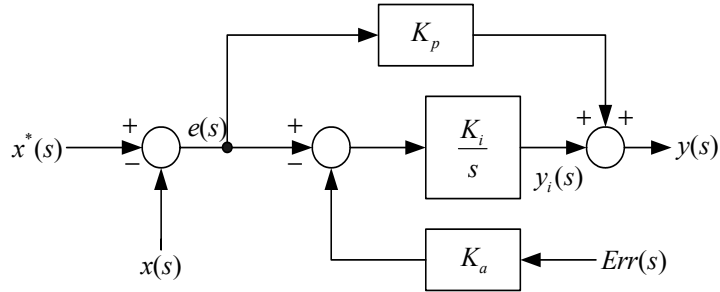 K_p
+ +
x^*(s)
+
−
e(s)
+
−
K_i
s
y_i(s)
y(s)
x(s)
K_a
Err(s)